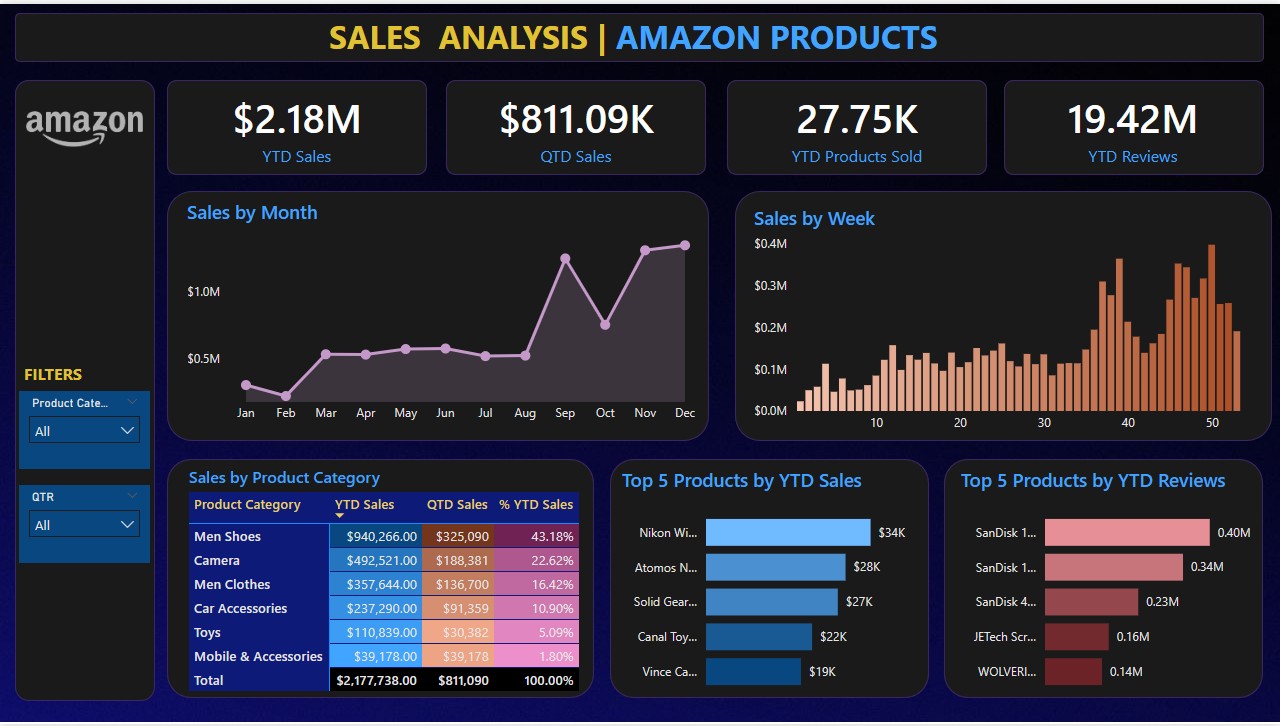 SALES ANALYSIS | AMAZON PRODUCTS
amazon
$2.18M
YTD Sales
$811.09K
QTD Sales
27.75K
YTD Products Sold
19.42M
YTD Reviews
FILTERS
Product Cate...
All
QTR
All
Sales by Month
$1.0M
$0.5M
Jan Feb Mar Apr May Jun Jul Aug Sep Oct Nov Dec
Sales by Week
$0.4M
$0.3M
$0.2M
$0.1M
$0.0M
10 20 30 40 50
Sales by Product Category
Product Category YTD Sales QTD Sales % YTD Sales
Men Shoes $940,266.00 $325,090 43.18%
Camera $492,521.00 $188,381 22.62%
Men Clothes $357,644.00 $136,700 16.42%
Car Accessories $237,290.00 $91,359 10.90%
Toys $110,839.00 $30,382 5.09%
Mobile & Accessories $39,178.00 $39,178 1.80%
Total $2,177,738.00 $811,090 100.00%
Top 5 Products by YTD Sales
Nikon Wi... $34K
Atomos N... $28K
Solid Gear... $27K
Canal Toy... $22K
Vince Ca... $19K
Top 5 Products by YTD Reviews
SanDisk 1... 0.40M
SanDisk 1... 0.34M
SanDisk 4... 0.23M
JETech Scr... 0.16M
WOLVERI... 0.14M